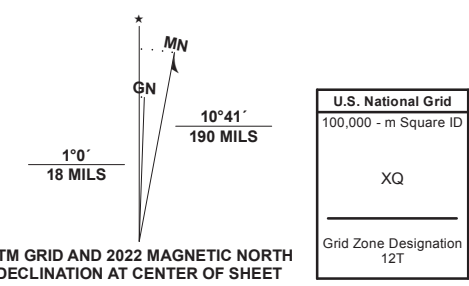 MN
GN
10°41´
190 MILS
1°0´
18 MILS
TM GRID AND 2022 MAGNETIC NORTH
DECLINATION AT CENTER OF SHEET
U.S. National Grid
100,000 - m Square ID
XQ
Grid Zone Designation
12T